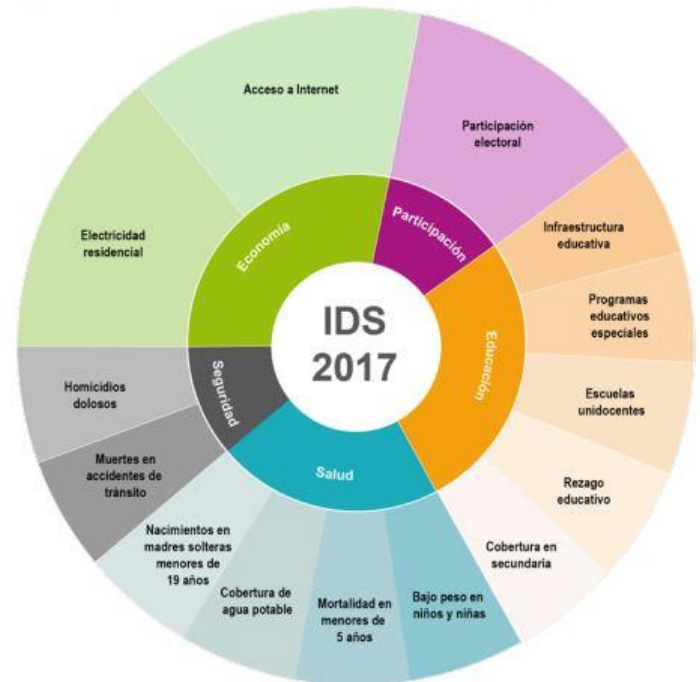 IDS
2017
Economía
Participación
Educación
Salud
Seguridad
Acceso a Internet
Participación
electoral
Infraestructura
educativa
Programas
educativos
especiales
Escuelas
unidocentes
Rezago
educativo
Cobertura en
secundaria
Bajo peso en
niños y niñas
Mortalidad en
menores de
5 años
Cobertura de
agua potable
Nacimientos en
madres solteras
menores de
19 años
Muertes en
accidentes de
tránsito
Homicidios
dolosos
Electricidad
residencial